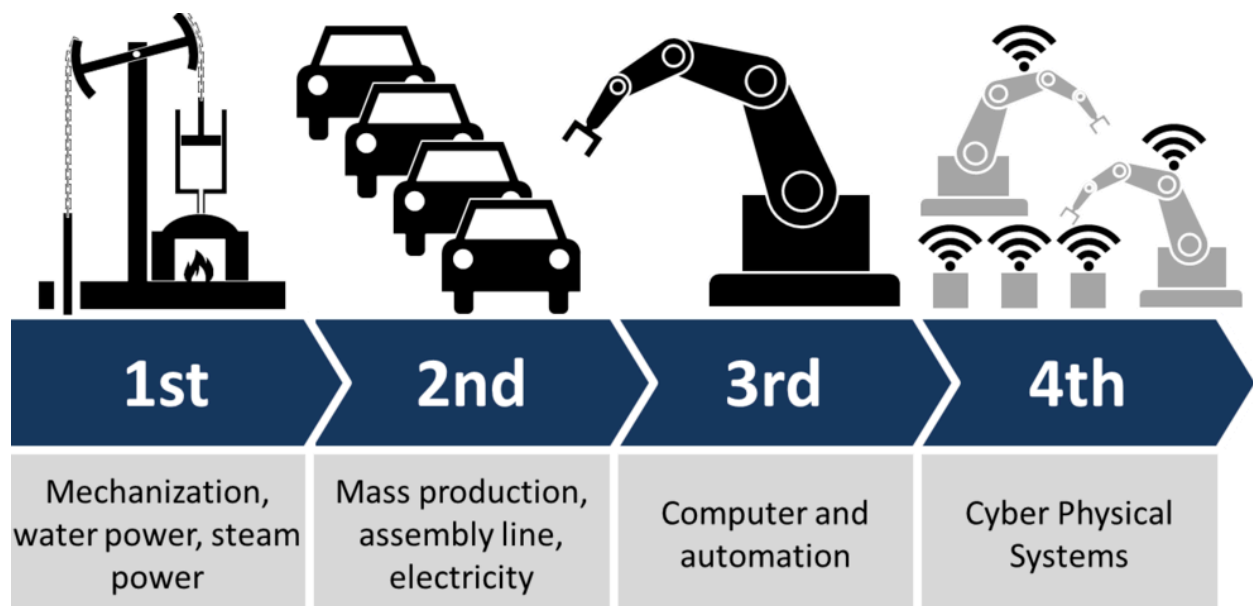 1st
2nd
3rd
4th
Mechanization,
water power, steam
power
Mass production,
assembly line,
electricity
Computer and
automation
Cyber Physical
Systems